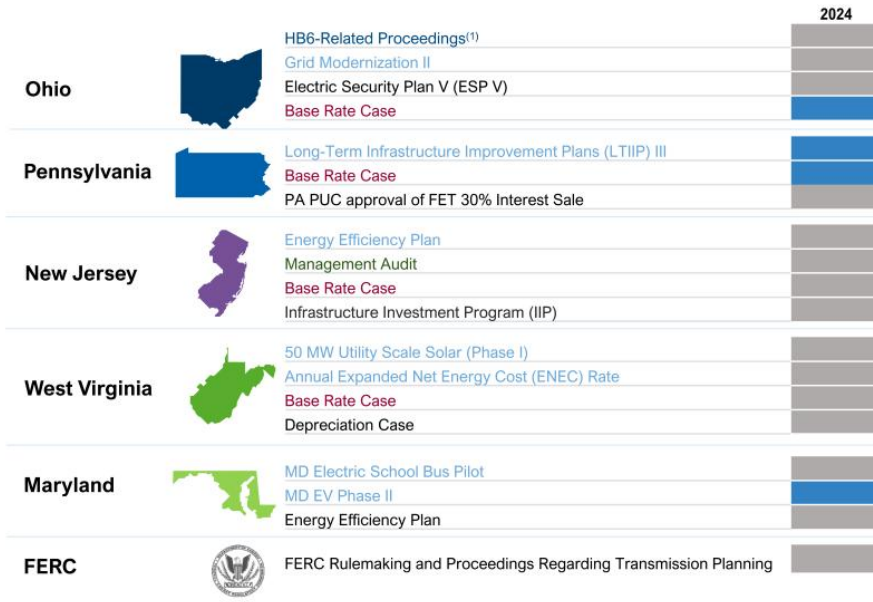 2024
Ohio
HB6-Related Proceedings(1)
Grid Modernization II
Electric Security Plan V (ESP V)
Base Rate Case
Pennsylvania
Long-Term Infrastructure Improvement Plans (LTIIP) III
Base Rate Case
PA PUC approval of FET 30% Interest Sale
New Jersey
Energy Efficiency Plan
Management Audit
Base Rate Case
Infrastructure Investment Program (IIP)
West Virginia
50 MW Utility Scale Solar (Phase I)
Annual Expanded Net Energy Cost (ENEC) Rate
Base Rate Case
Depreciation Case
Maryland
MD Electric School Bus Pilot
MD EV Phase II
Energy Efficiency Plan
FERC
FERC Rulemaking and Proceedings Regarding Transmission Planning